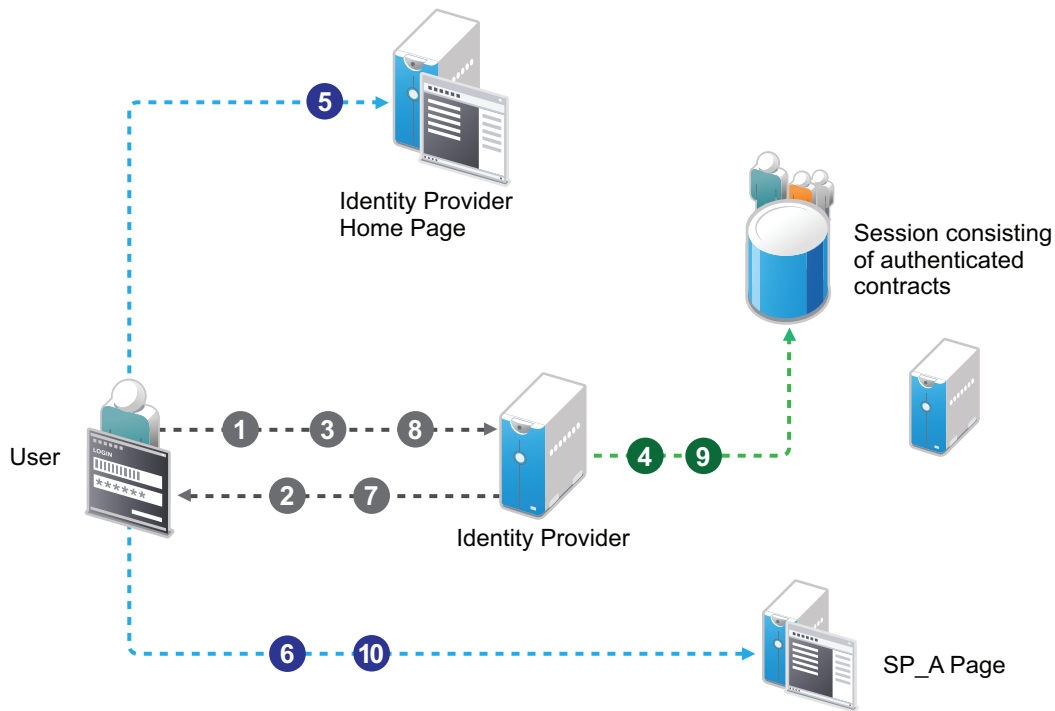 5
Identity Provider
Home Page
Session consisting
of authenticated
contracts
1
3
8
User
LOGIN
******
4
9
2
7
Identity Provider
6
10
SP_A Page